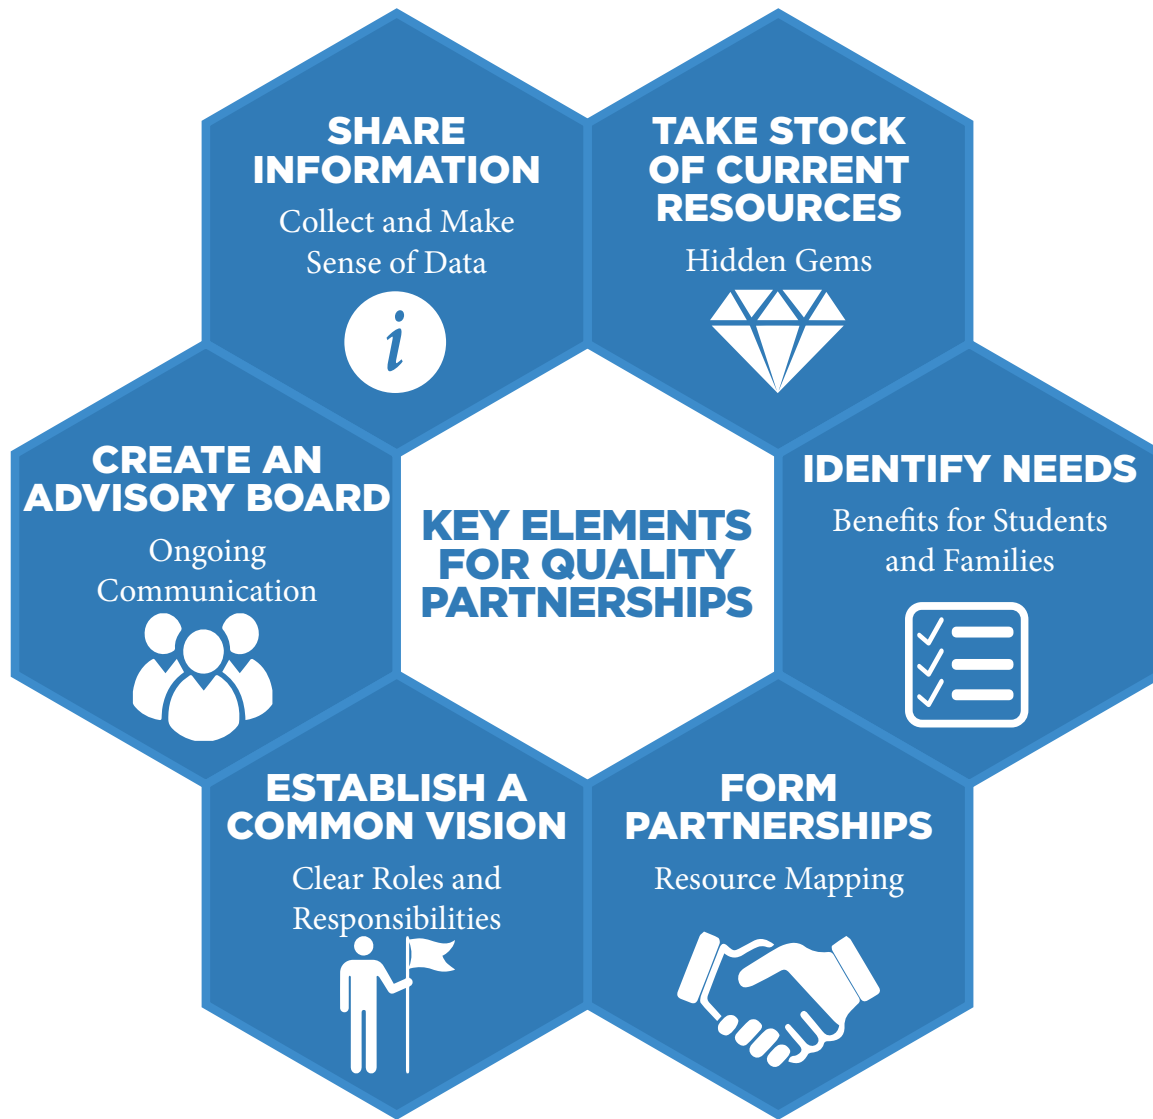 SHARE
INFORMATION
Collect and Make
Sense of Data
i
TAKE STOCK
OF CURRENT
RESOURCES
Hidden Gems
CREATE AN
ADVISORY BOARD
Ongoing
Communication
KEY ELEMENTS
FOR QUALITY
PARTNERSHIPS
IDENTIFY NEEDS
Benefits for Students
and Families
ESTABLISH A
COMMON VISION
Clear Roles and
Responsibilities
FORM
PARTNERSHIPS
Resource Mapping